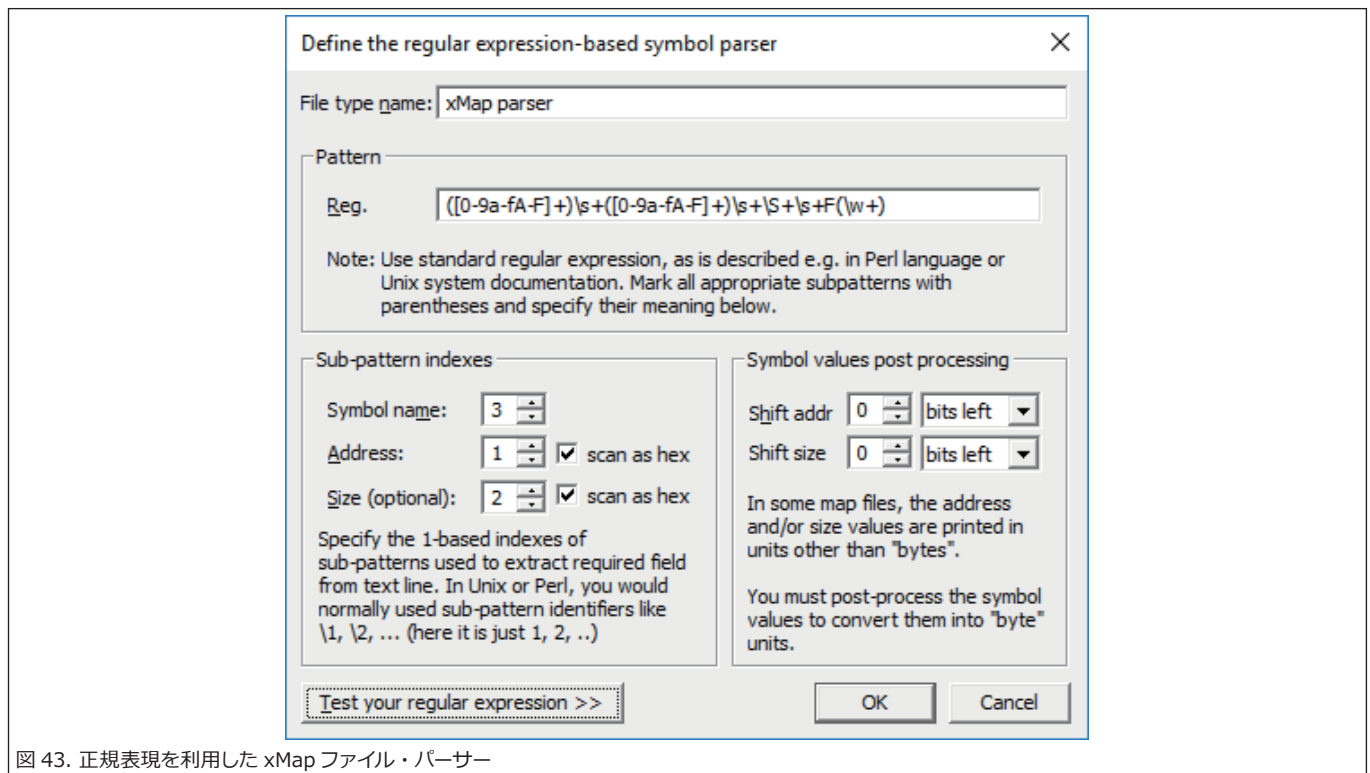 Define the regular expression-based symbol parser
File type name: xMap parser
Pattern
Reg. ([0-9a-fA-F]+)\s+([0-9a-fA-F]+)\s+\S+\s+F(\w+)
Note: Use standard regular expression, as is described e.g. in Perl language or
Unix system documentation. Mark all appropriate subpatterns with
parentheses and specify their meaning below.
Sub-pattern indexes
Symbol name: 3
Address: 1 scan as hex
Size (optional): 2 scan as hex
Specify the 1-based indexes of
sub-patterns used to extract required field
from text line. In Unix or Perl, you would
normally used sub-pattern identifiers like
\1, \2, ... (here it is just 1, 2, ..)
Symbol values post processing
Shift addr 0 bits left
Shift size 0 bits left
In some map files, the address
and/or size values are printed in
units other than "bytes".
You must post-process the symbol
values to convert them into "byte"
units.
Test your regular expression >>
OK
Cancel
図 43. 正規表現を利用した xMap ファイル・パーサー